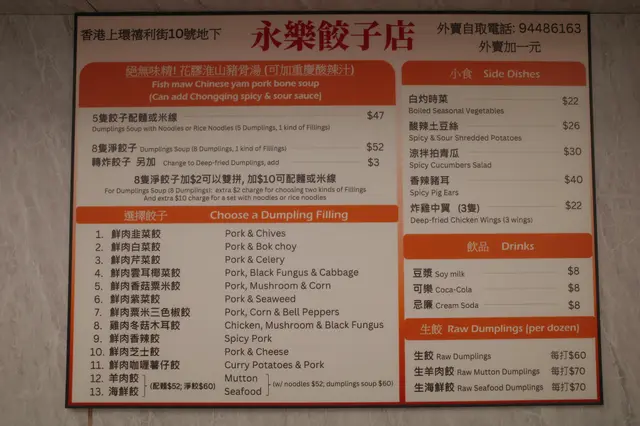 香港上環禧利街10號地下
永樂餃子店
外賣自取電話: 94486163
外賣加一元
絕無味精! 花膠淮山豬骨湯 (可加重慶酸辣汁)
Fish maw Chinese yam pork bone soup
(Can add Chongqing spicy & sour sauce)
5隻餃子配麵或米線 $47
Dumplings Soup with Noodles or Rice Noodles (5 Dumplings, 1 kind of Fillings)
8隻淨餃子 Dumplings Soup (8 Dumplings, 1 kind of Fillings) $52
轉炸餃子 另加 Change to Deep-fried Dumplings, add $3
8隻淨餃子加$2可以雙拼, 加$10可配麵或米線
For Dumplings Soup (8 Dumplings): extra $2 charge for choosing two kinds of Fillings
And extra $10 charge for a set with noodles or rice noodles
選擇餃子 Choose a Dumpling Filling
1. 鮮肉韭菜餃 Pork & Chives
2. 鮮肉白菜餃 Pork & Bok choy
3. 鮮肉芹菜餃 Pork & Celery
4. 鮮肉雲耳椰菜餃 Pork, Black Fungus & Cabbage
5. 鮮肉香菇粟米餃 Pork, Mushroom & Corn
6. 鮮肉紫菜餃 Pork & Seaweed
7. 鮮肉粟米三色椒餃 Pork, Corn & Bell Peppers
8. 雞肉冬菇木耳餃 Chicken, Mushroom & Black Fungus
9. 鮮肉香辣餃 Spicy Pork
10. 鮮肉芝士餃 Pork & Cheese
11. 鮮肉咖喱薯仔餃 Curry Potatoes & Pork
12. 羊肉餃 Mutton
13. 海鮮餃 Seafood
(配麵$52; 淨餃$60)
(w/ noodles $52; dumplings soup $60)
小食 Side Dishes
白灼時菜 $22
Boiled Seasonal Vegetables
酸辣土豆絲 $26
Spicy & Sour Shredded Potatoes
涼拌拍青瓜 $30
Spicy Cucumbers Salad
香辣豬耳 $40
Spicy Pig Ears
炸雞中翼 (3隻) $22
Deep-fried Chicken Wings (3 wings)
飲品 Drinks
豆漿 Soy milk $8
可樂 Coca-Cola $8
忌廉 Cream Soda $8
生餃 Raw Dumplings (per dozen)
生餃 Raw Dumplings 每打$60
生羊肉餃 Raw Mutton Dumplings 每打$70
生海鮮餃 Raw Seafood Dumplings 每打$70